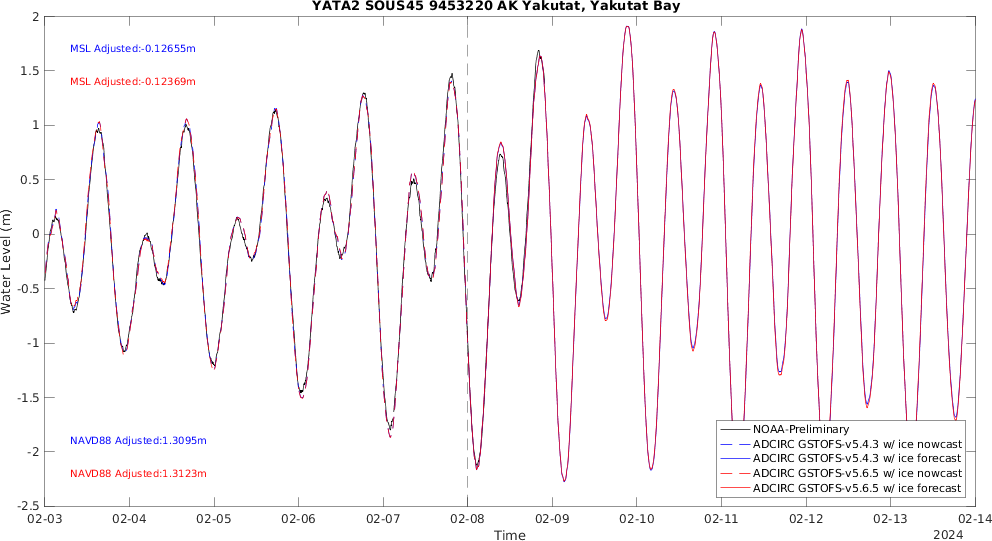 YATA2 SOUS45 9453220 AK Yakutat, Yakutat Bay
2
MSL Adjusted:-0.12655m
1.5
MSL Adjusted:-0.12369m
1
0.5
0
Water Level (m)
-0.5
-1
-1.5
NOAA-Preliminary
NAVD88 Adjusted:1.3095m
ADCIRC GSTOFS-v5.4.3 w/ ice nowcast
-2
ADCIRC GSTOFS-v5.4.3 w/ ice forecast
NAVD88 Adjusted:1.3123m
ADCIRC GSTOFS-v5.6.5 w/ ice nowcast
ADCIRC GSTOFS-v5.6.5 w/ ice forecast
-2.5
02-03 02-04 02-05 02-06 02-07 02-08 02-09 02-10 02-11 02-12 02-13 02-14
Time
2024